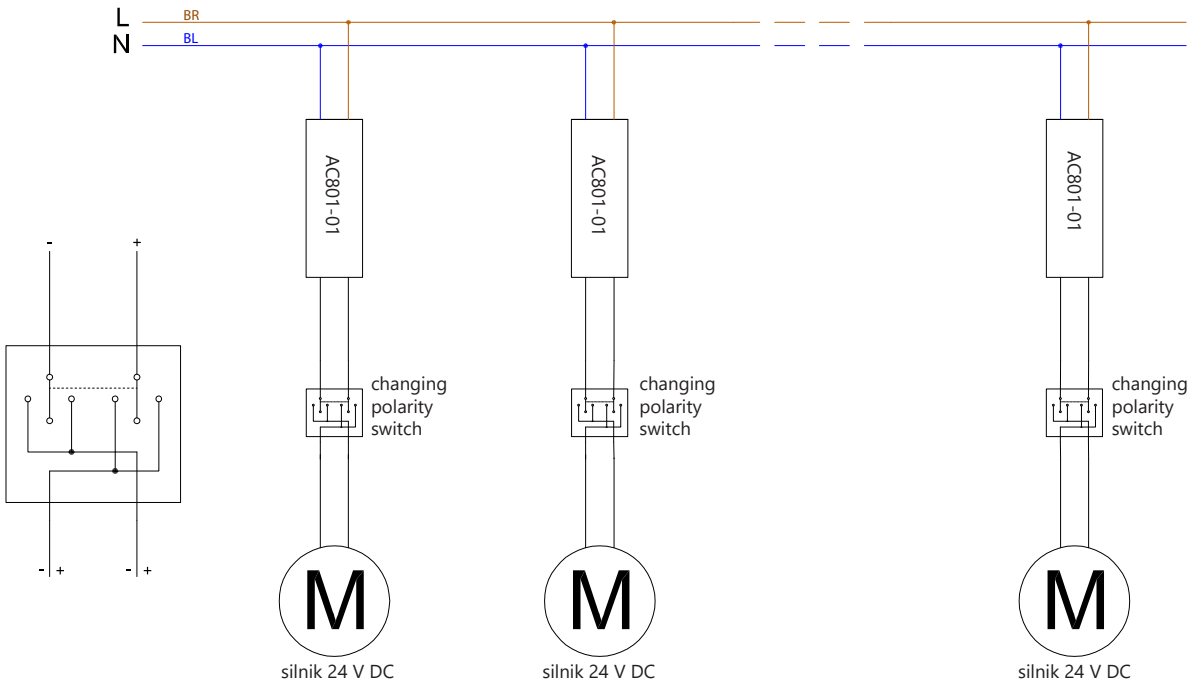 L
BR
N
BL
AC801-01
AC801-01
AC801-01
- +
changing
polarity
switch
changing
polarity
switch
changing
polarity
switch
- + - +
M
M
M
silnik 24 V DC
silnik 24 V DC
silnik 24 V DC